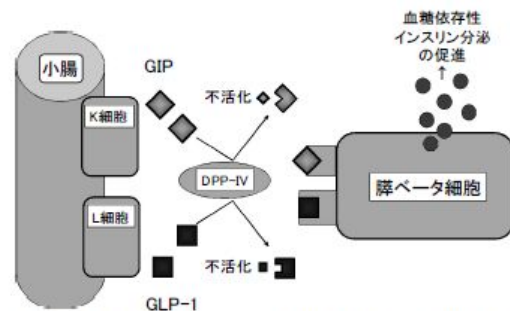 血糖依存性
インスリン分泌
の促進
小腸
GIP
不活化
K細胞
DPP-IV
膵ベータ細胞
L細胞
不活化
GLP-1